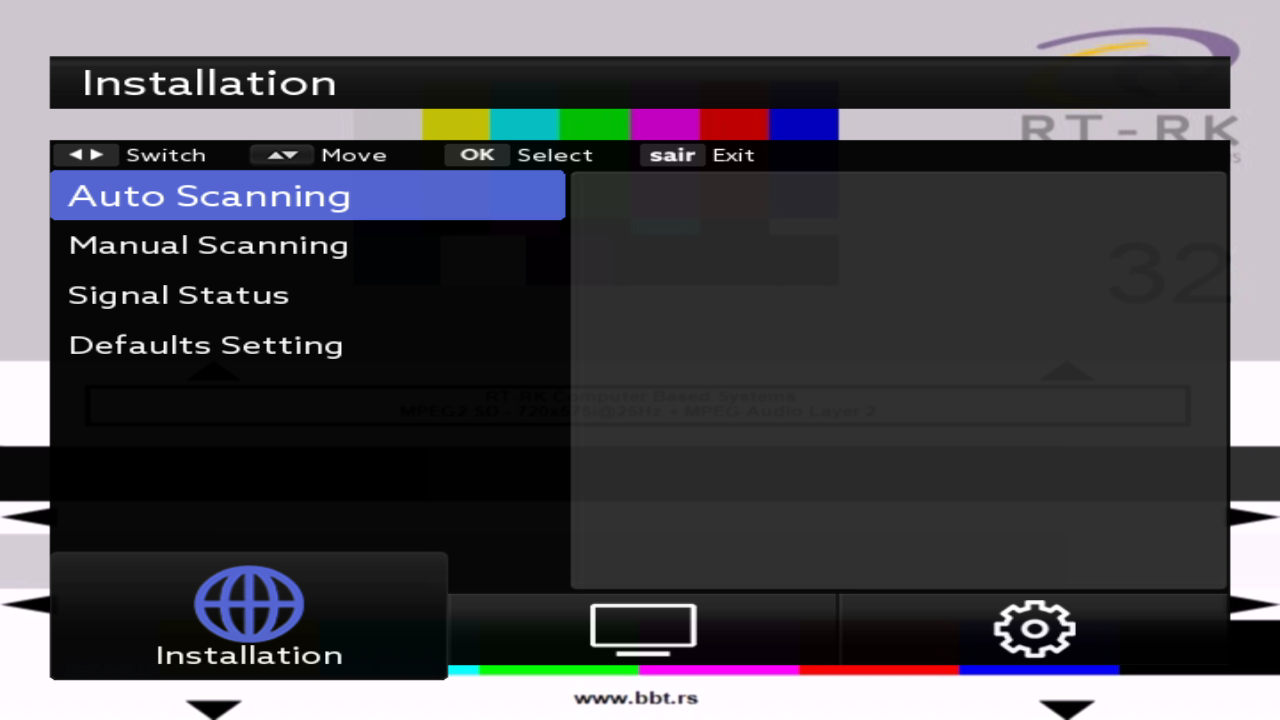 Installation
RT-RK
Switch Move OK Select sair Exit
Auto Scanning
Manual Scanning
Signal Status
32
Defaults Setting
RT-RK Computer Based Systems
MPEG2 SD - 720x576i@25Hz - MPEG Audio Layer 2
Installation
www.bbt.rs